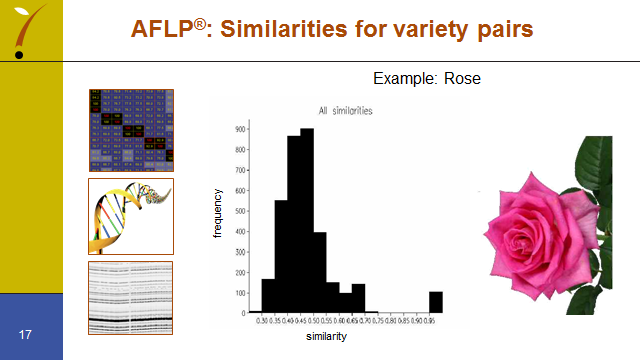 AFLP®: Similarities for variety pairs
Example: Rose
All similarities
frequency
900
800
700
600
500
400
300
200
100
0
0.30 0.35 0.40 0.45 0.50 0.55 0.60 0.65 0.70 0.75 0.80 0.85 0.90 0.95
similarity
17